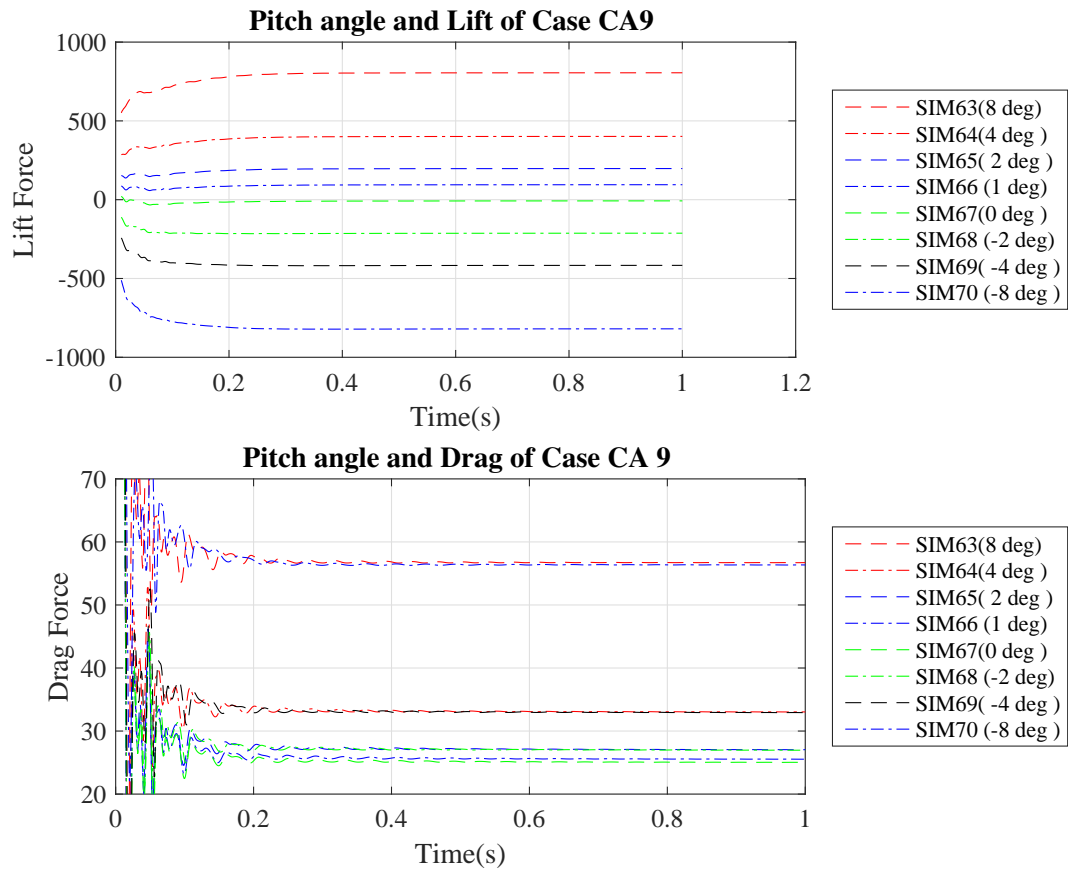 Pitch angle and Lift of Case CA9
1000
500
0
-500
-1000
Lift Force
0
0.2
0.4
0.6
0.8
1
1.2
Time(s)
SIM63(8 deg)
SIM64(4 deg )
SIM65( 2 deg )
SIM66 (1 deg)
SIM67(0 deg )
SIM68 (-2 deg)
SIM69( -4 deg )
SIM70 (-8 deg )
Pitch angle and Drag of Case CA 9
70
60
50
40
30
20
Drag Force
0
0.2
0.4
0.6
0.8
1
Time(s)
SIM63(8 deg)
SIM64(4 deg )
SIM65( 2 deg )
SIM66 (1 deg)
SIM67(0 deg )
SIM68 (-2 deg)
SIM69( -4 deg )
SIM70 (-8 deg )